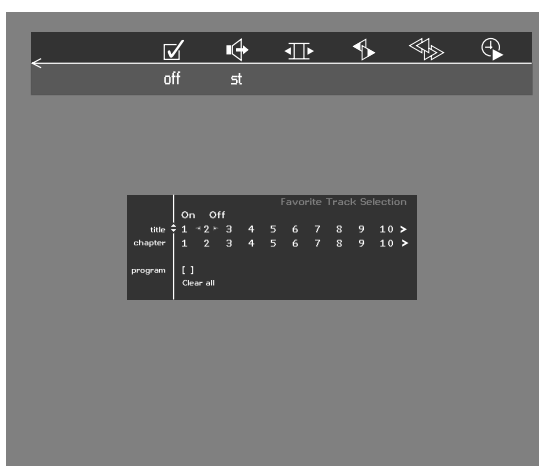 off st
Favorite Track Selection
On Off
title 1 2 3 4 5 6 7 8 9 10 >
chapter 1 2 3 4 5 6 7 8 9 10 >
program [ ]
Clear all